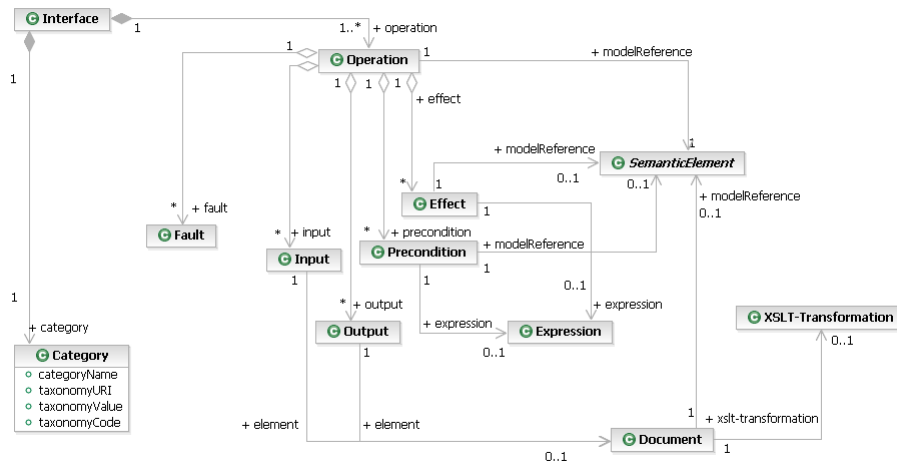 Interface
1
1..*
+ operation
1
Operation
1
+ modelReference
1
1
1
1
+ effect
1
+ modelReference
SemanticElement
0..1
0..1
*
1
+ modelReference
0..1
Effect
1
*
+ fault
Fault
*
+ input
*
+ precondition
Input
Precondition
+ modelReference
1
1
1
0..1
1
*
+ output
+ expression
+ expression
XSLT-Transformation
Output
0..1
Expression
0..1
+ category
1
Category
categoryName
taxonomyURI
taxonomyValue
taxonomyCode
1
+ element
+ element
+ xslt-transformation
Document
0..1
1